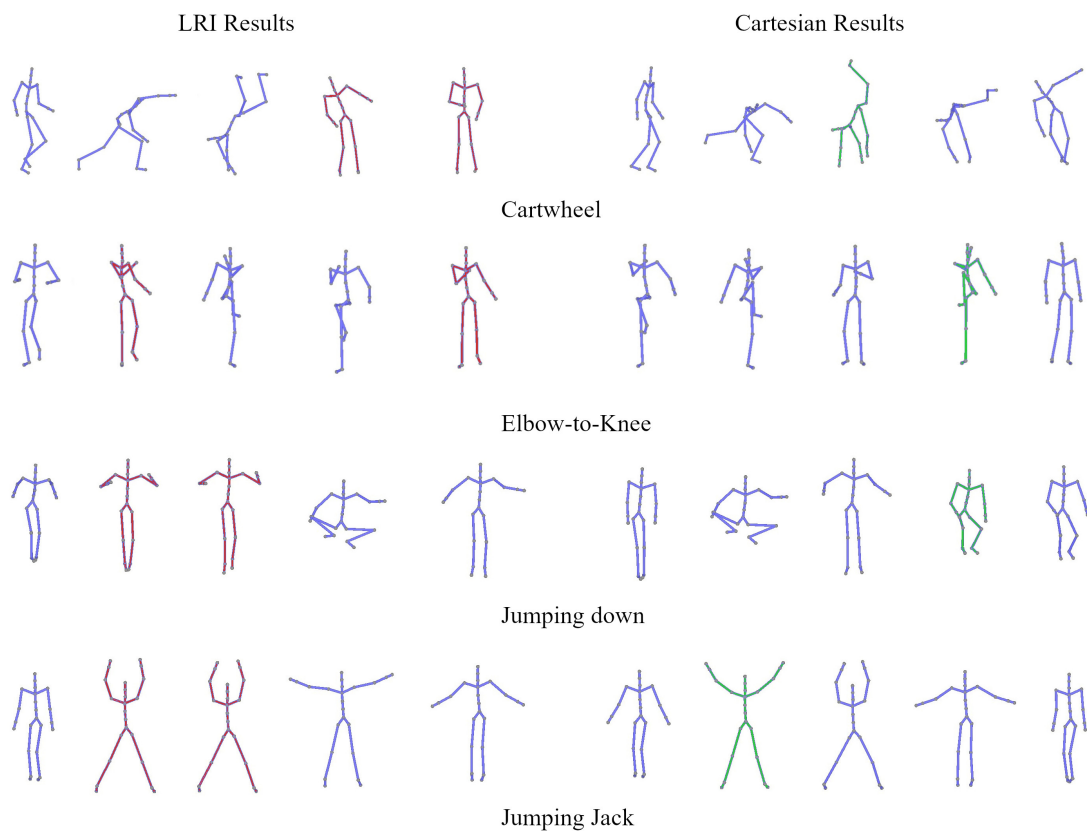 LRI Results
Cartesian Results
Cartwheel
Elbow-to-Knee
Jumping down
Jumping Jack